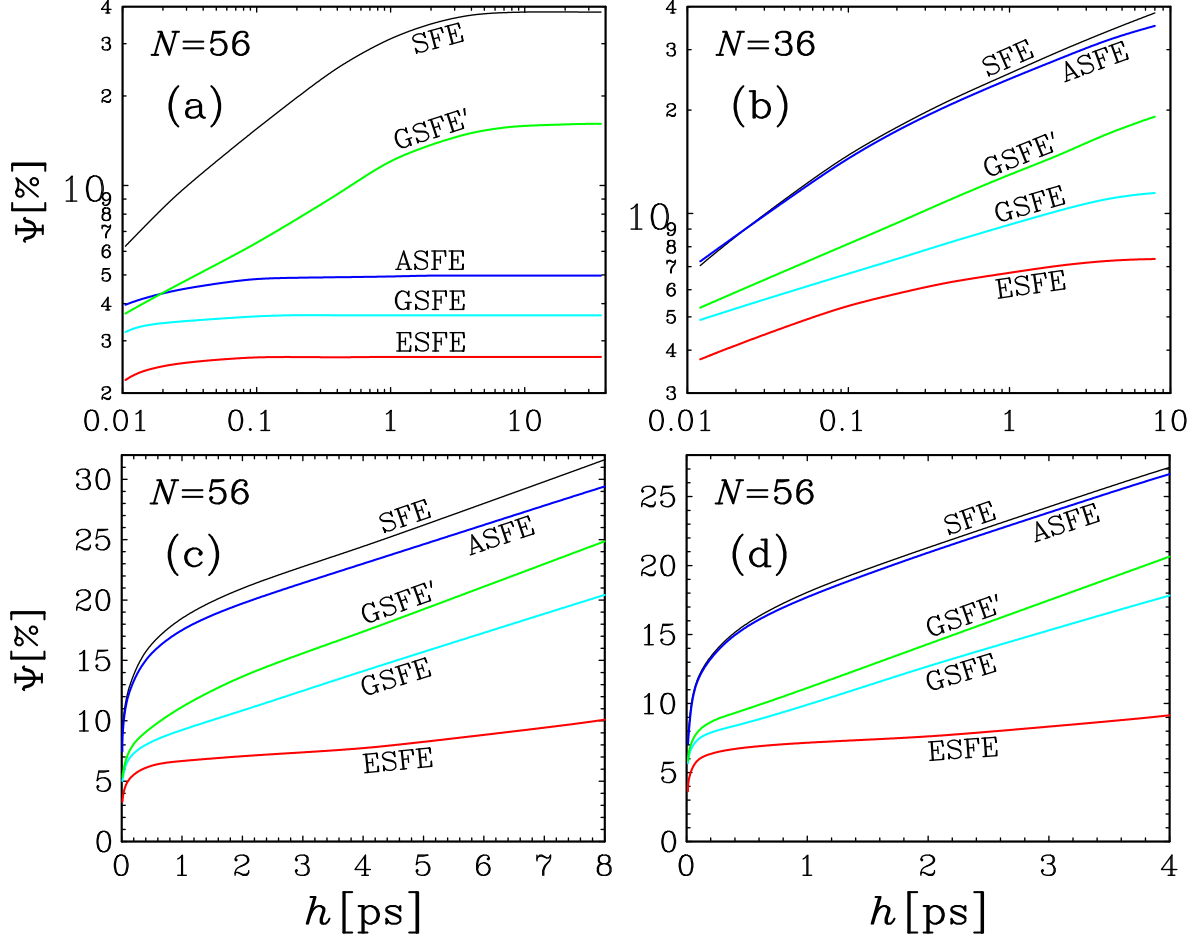 4
3
2
10
9
8
7
6
5
4
3
2
Ψ[%]
N=56
(a)
SFE
GSFE'
ASFE
GSFE
ESFE
0.01 0.1 1 10
4
3
2
10
9
8
7
6
5
4
3
N=36
(b)
SFE
ASFE
GSFE'
GSFE
ESFE
0.01 0.1 1 10
30
25
20
15
10
5
0
Ψ[%]
N=56
(c)
SFE
ASFE
GSFE'
GSFE
ESFE
0 1 2 3 4 5 6 7 8
h[ps]
25
20
15
10
5
0
N=56
(d)
SFE
ASFE
GSFE'
GSFE
ESFE
0 1 2 3 4
h[ps]